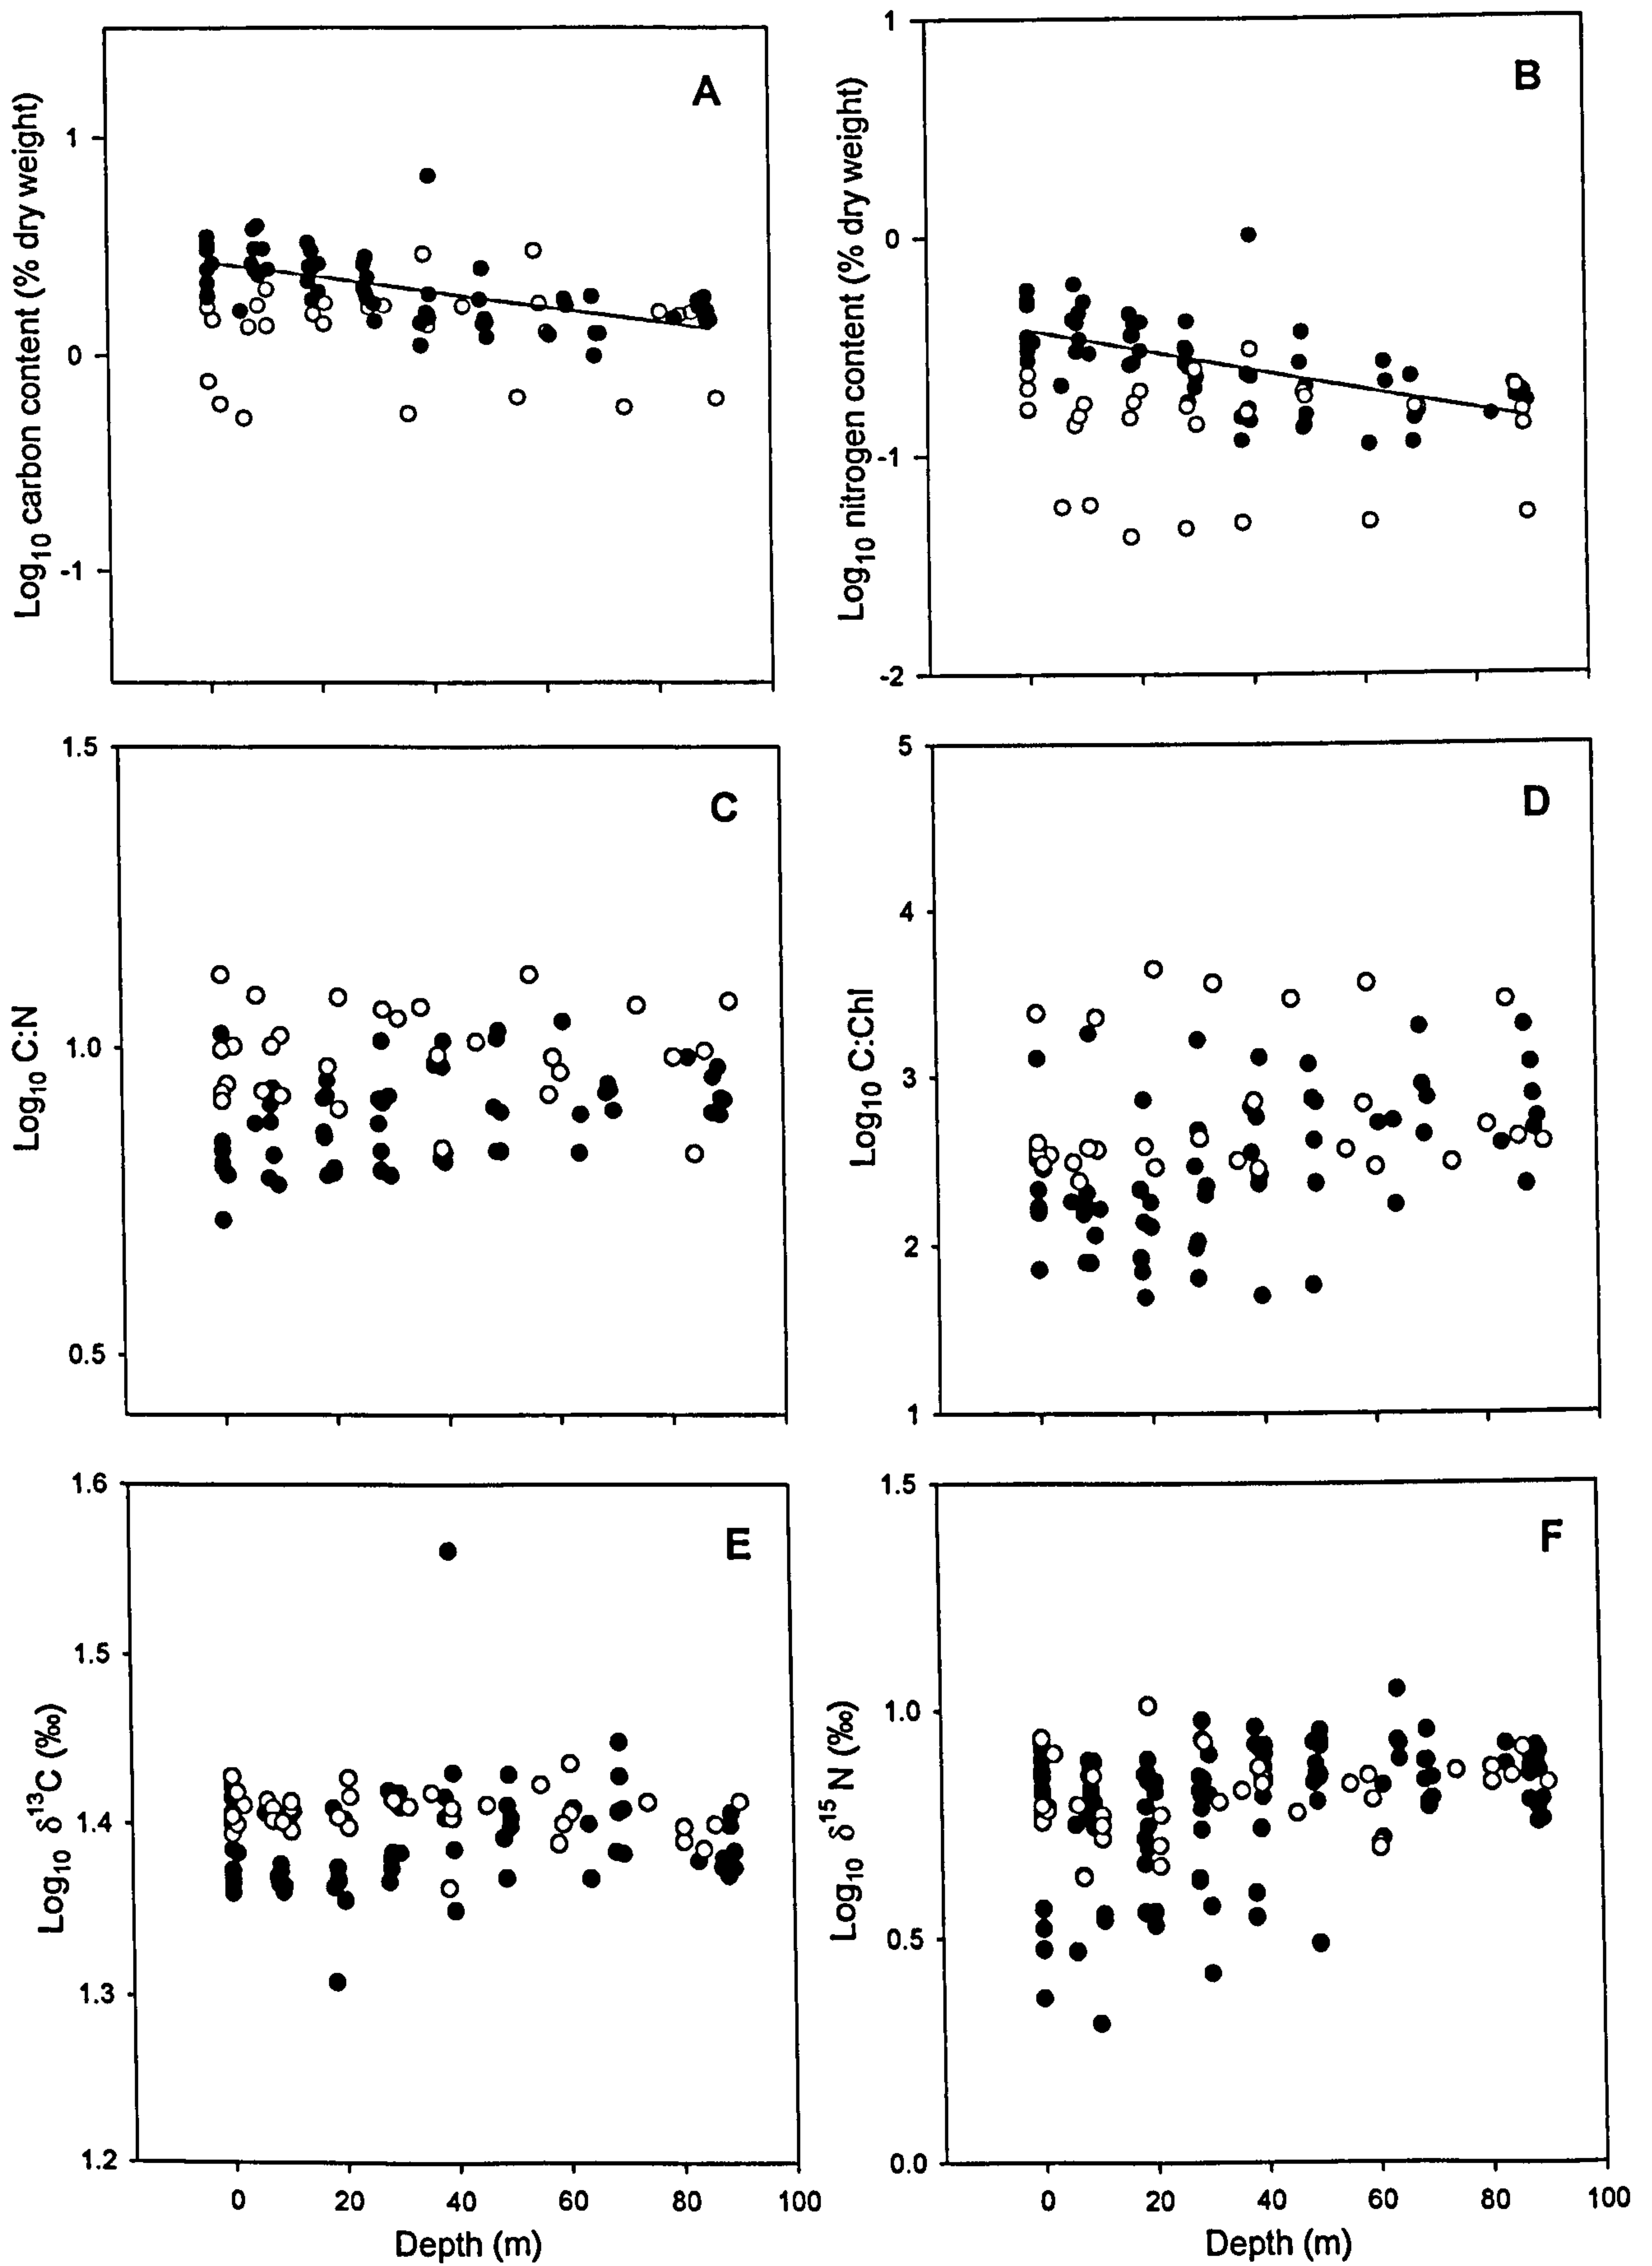 A
Log10 carbon content (% dry weight)
1
0
-1
B
Log10 nitrogen content (% dry weight)
1
0
-1
-2
C
Log10 C:N
1.5
1.0
0.5
D
Log10 C:Chl
5
4
3
2
1
E
Log10 δ13C (‰)
1.6
1.5
1.4
1.3
1.2
0 20 40 60 80 100
Depth (m)
F
Log10 δ15 N (‰)
1.5
1.0
0.5
0.0
0 20 40 60 80 100
Depth (m)